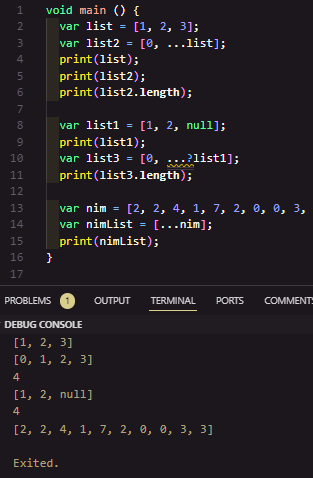 1 void main () {
2 var list = [1, 2, 3];
3 var list2 = [0, ...list];
4 print(list);
5 print(list2);
6 print(list2.length);
7
8 var list1 = [1, 2, null];
9 print(list1);
10 var list3 = [0, ...?list1];
11 print(list3.length);
12
13 var nim = [2, 2, 4, 1, 7, 2, 0, 0, 3,
14 var nimList = [...nim];
15 print(nimList);
16 }
17
PROBLEMS 1 OUTPUT TERMINAL PORTS COMMENTS
DEBUG CONSOLE
[1, 2, 3]
[0, 1, 2, 3]
4
[1, 2, null]
4
[2, 2, 4, 1, 7, 2, 0, 0, 3, 3]
Exited.